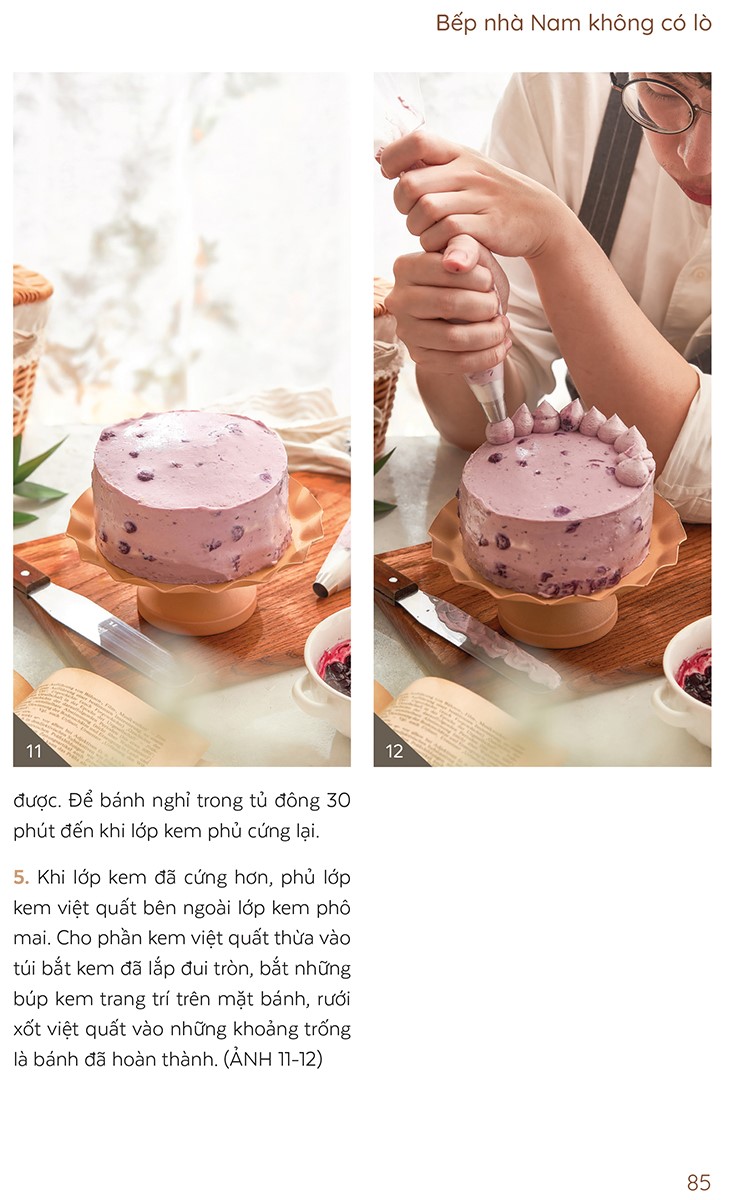 Bếp nhà Nam không có lò
11
12
được. Để bánh nghỉ trong tủ đông 30
phút đến khi lớp kem phủ cứng lại.
5. Khi lớp kem đã cứng hơn, phủ lớp
kem việt quất bên ngoài lớp kem phô
mai. Cho phần kem việt quất thừa vào
túi bắt kem đã lắp đui tròn, bắt những
búp kem trang trí trên mặt bánh, rưới
xốt việt quất vào những khoảng trống
là bánh đã hoàn thành. (ẢNH 11-12)
85